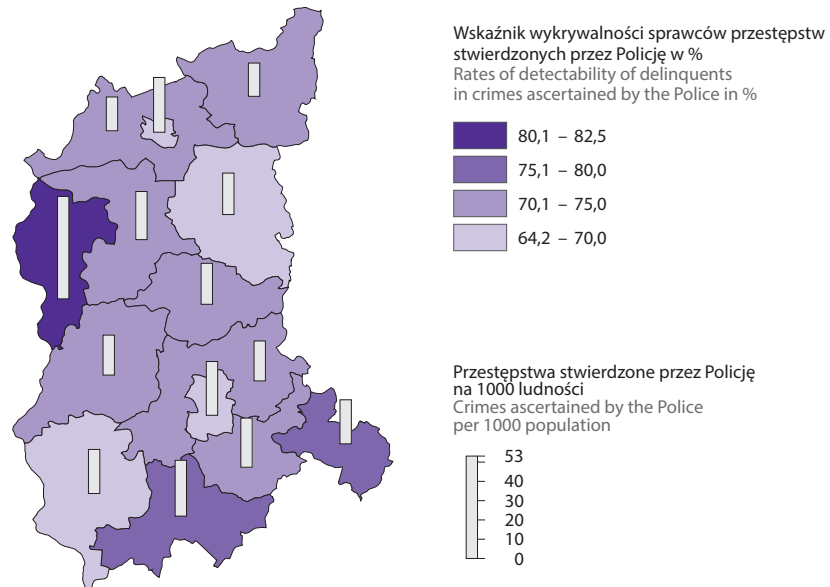 Wskaźnik wykrywalności sprawców przestępstw
stwierdzonych przez Policję w %
Rates of detectability of delinquents
in crimes ascertained by the Police in %
80,1 – 82,5
75,1 – 80,0
70,1 – 75,0
64,2 – 70,0
Przestępstwa stwierdzone przez Policję
na 1000 ludności
Crimes ascertained by the Police
per 1000 population
53
40
30
20
10
0